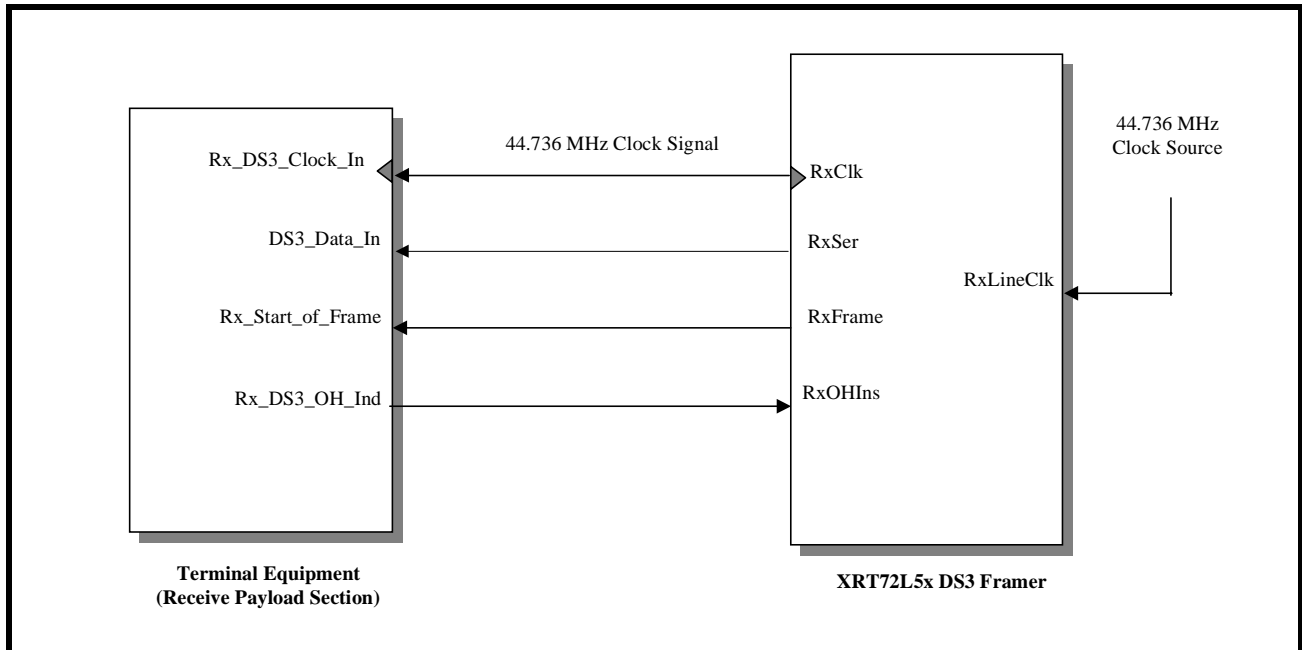 44.736 MHz
Clock Source
44.736 MHz Clock Signal
Rx_DS3_Clock_In
RxClk
DS3_Data_In
RxSer
RxLineClk
Rx_Start_of_Frame
RxFrame
Rx_DS3_OH_Ind
RxOHIns
Terminal Equipment
(Receive Payload Section)
XRT72L5x DS3 Framer